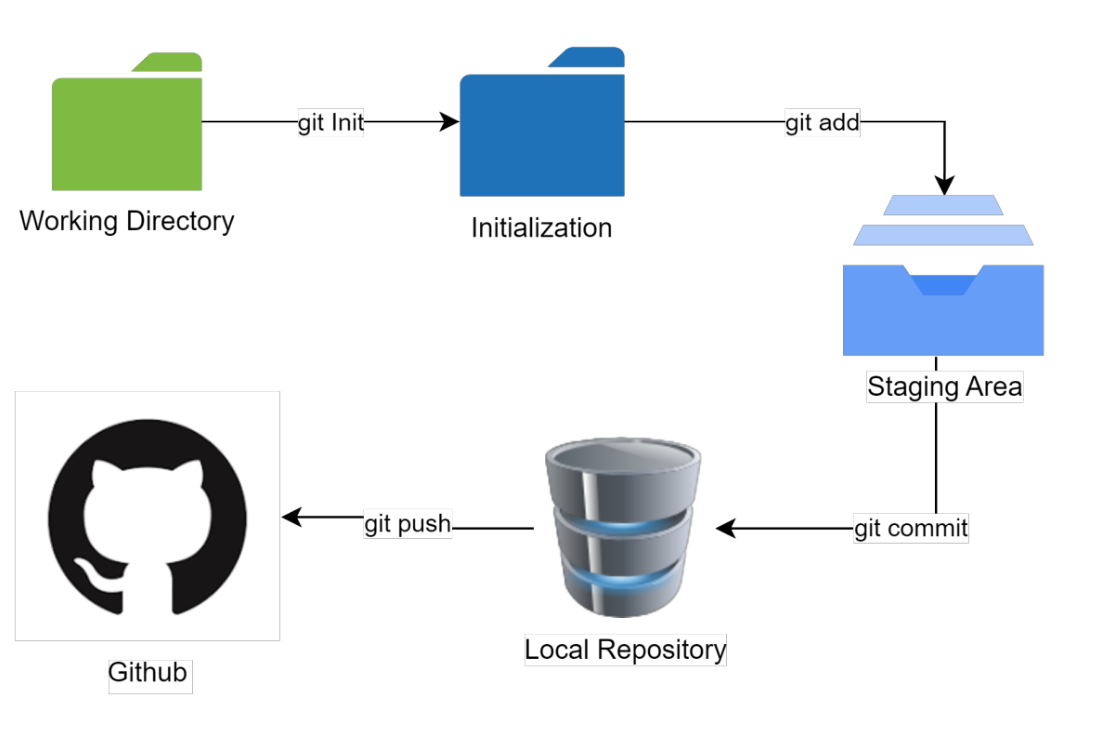 git Init
git add
Working Directory
Initialization
Staging Area
git push
git commit
Local Repository
Github